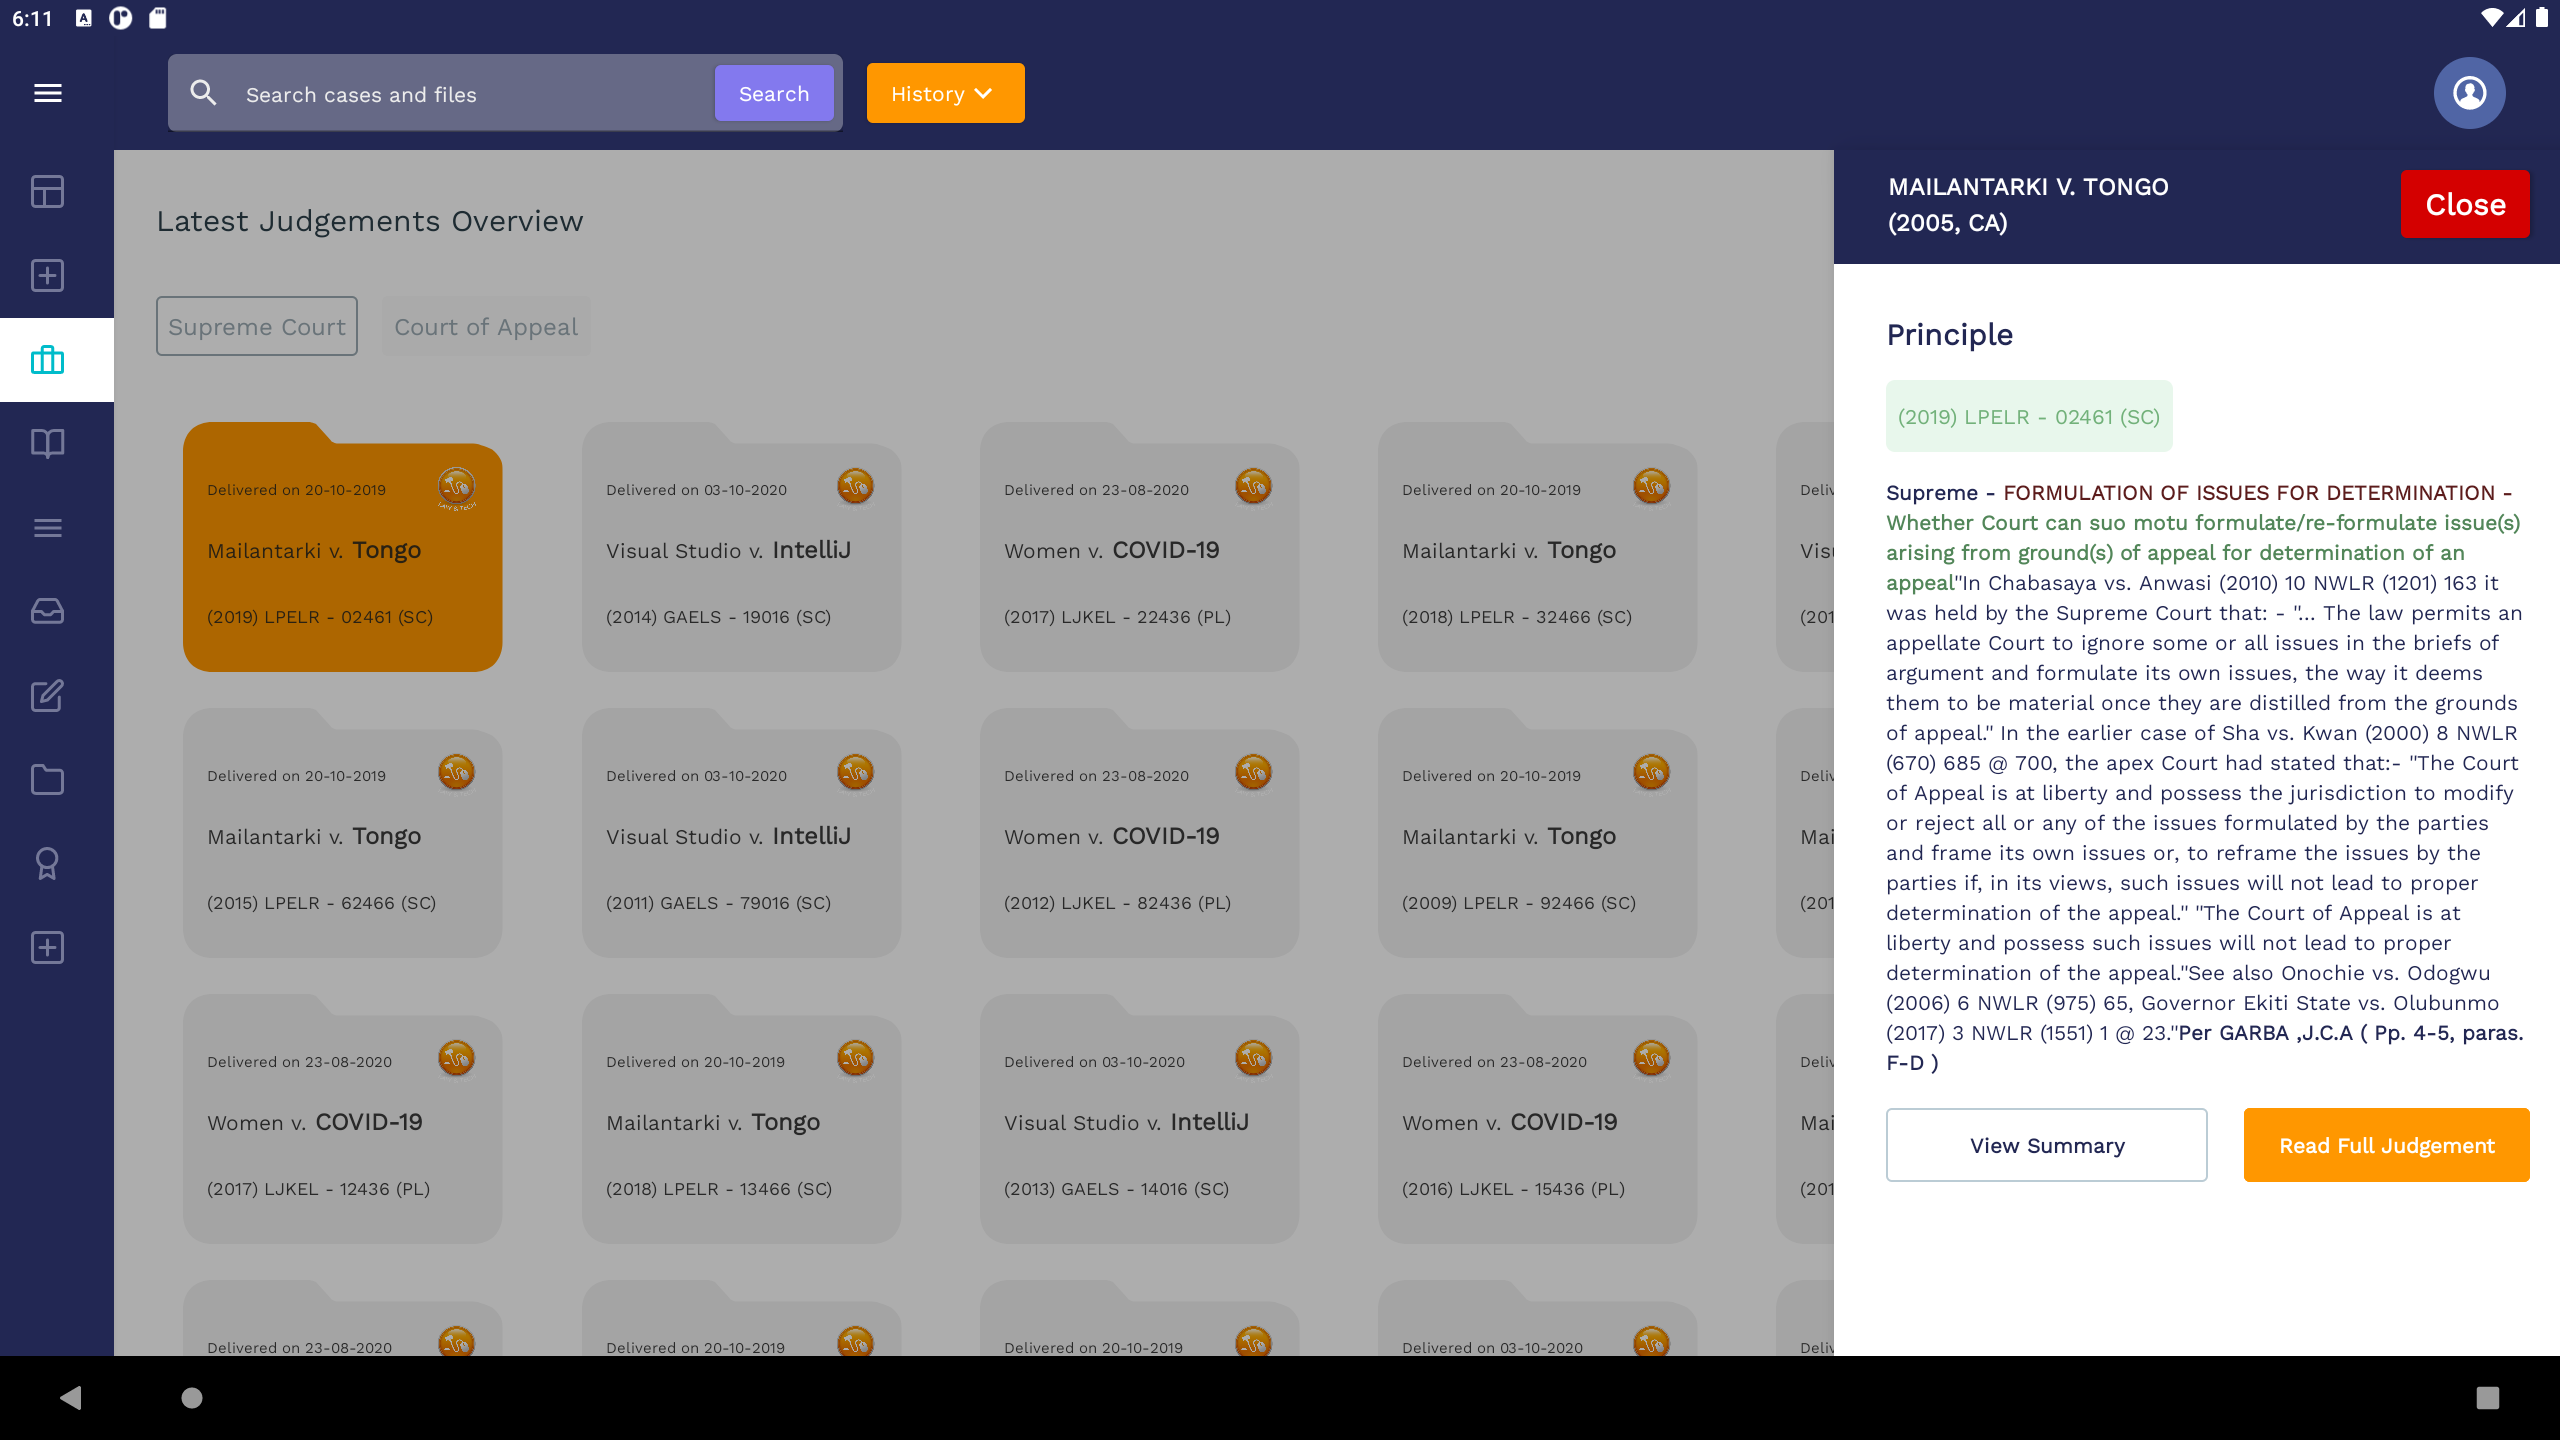 6:11
Search cases and files
Search
History
MAILANTARKI V. TONGO
(2005, CA)
Close
Latest Judgements Overview
Supreme Court
Court of Appeal
Delivered on 20-10-2019
Mailantarki v. Tongo
(2019) LPELR - 02461 (SC)
Delivered on 03-10-2020
Visual Studio v. IntelliJ
(2014) GAELS - 19016 (SC)
Delivered on 23-08-2020
Women v. COVID-19
(2017) LJKEL - 22436 (PL)
Delivered on 20-10-2019
Mailantarki v. Tongo
(2018) LPELR - 32466 (SC)
Delivered on 20-10-2019
Mailantarki v. Tongo
(2015) LPELR - 62466 (SC)
Delivered on 03-10-2020
Visual Studio v. IntelliJ
(2011) GAELS - 79016 (SC)
Delivered on 23-08-2020
Women v. COVID-19
(2012) LJKEL - 82436 (PL)
Delivered on 20-10-2019
Mailantarki v. Tongo
(2009) LPELR - 92466 (SC)
Delivered on 23-08-2020
Women v. COVID-19
(2017) LJKEL - 12436 (PL)
Delivered on 20-10-2019
Mailantarki v. Tongo
(2018) LPELR - 13466 (SC)
Delivered on 03-10-2020
Visual Studio v. IntelliJ
(2013) GAELS - 14016 (SC)
Delivered on 23-08-2020
Women v. COVID-19
(2016) LJKEL - 15436 (PL)
Delivered on 23-08-2020
Delivered on 20-10-2019
Delivered on 20-10-2019
Delivered on 03-10-2020
Principle
(2019) LPELR - 02461 (SC)
Supreme - FORMULATION OF ISSUES FOR DETERMINATION -
Whether Court can suo motu formulate/re-formulate issue(s)
arising from ground(s) of appeal for determination of an
appeal"In Chabasaya vs. Anwasi (2010) 10 NWLR (1201) 163 it
was held by the Supreme Court that: - "... The law permits an
appellate Court to ignore some or all issues in the briefs of
argument and formulate its own issues, the way it deems
them to be material once they are distilled from the grounds
of appeal." In the earlier case of Sha vs. Kwan (2000) 8 NWLR
(670) 685 @ 700, the apex Court had stated that:- "The Court
of Appeal is at liberty and possess the jurisdiction to modify
or reject all or any of the issues formulated by the parties
and frame its own issues or, to reframe the issues by the
parties if, in its views, such issues will not lead to proper
determination of the appeal." "The Court of Appeal is at
liberty and possess such issues will not lead to proper
determination of the appeal."See also Onochie vs. Odogwu
(2006) 6 NWLR (975) 65, Governor Ekiti State vs. Olubunmo
(2017) 3 NWLR (1551) 1 @ 23."Per GARBA ,J.C.A ( Pp. 4-5, paras.
F-D )
View Summary
Read Full Judgement